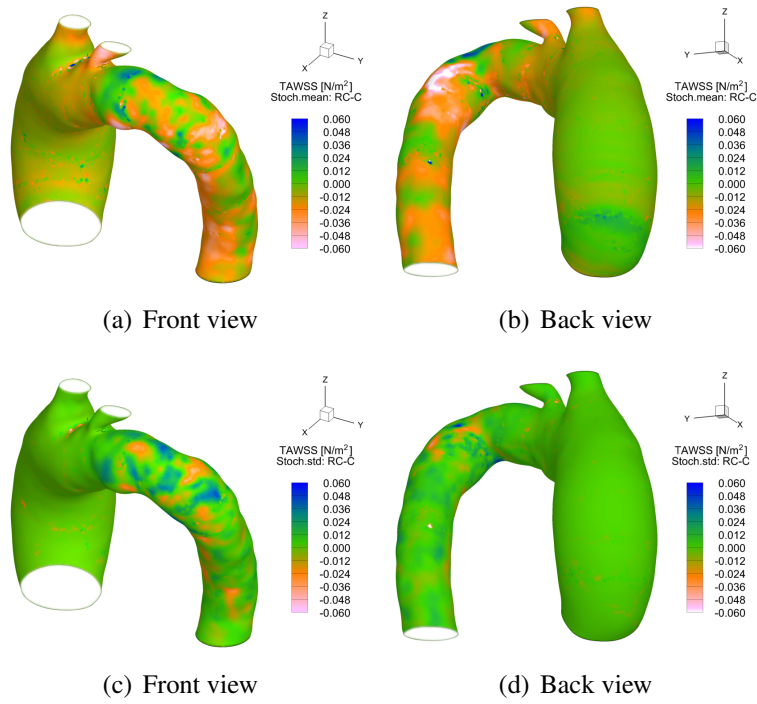 Z
X
Y
TAWSS [N/m²]
Stoch.mean: RC-C
0.060
0.048
0.036
0.024
0.012
0.000
-0.012
-0.024
-0.036
-0.048
-0.060
(a) Front view
Z
Y
X
TAWSS [N/m²]
Stoch.mean: RC-C
0.060
0.048
0.036
0.024
0.012
0.000
-0.012
-0.024
-0.036
-0.048
-0.060
(b) Back view
Z
X
Y
TAWSS [N/m²]
Stoch.std: RC-C
0.060
0.048
0.036
0.024
0.012
0.000
-0.012
-0.024
-0.036
-0.048
-0.060
(c) Front view
Z
Y
X
TAWSS [N/m²]
Stoch.std: RC-C
0.060
0.048
0.036
0.024
0.012
0.000
-0.012
-0.024
-0.036
-0.048
-0.060
(d) Back view